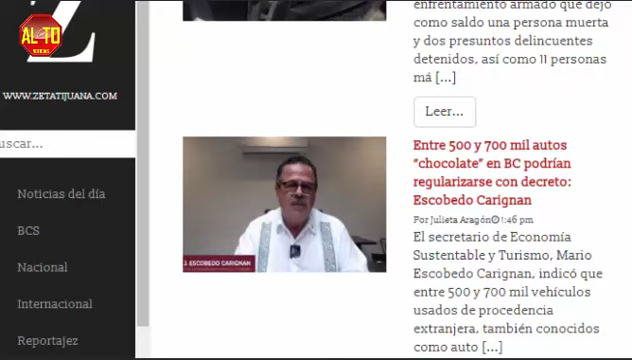 AL TO
WWW.ZETATIJUANA.COM
uscar...
Noticias del día
BCS
Nacional
Internacional
Reportajez
enfrentamiento armado que dejó
como saldo una persona muerta
y dos presuntos delincuentes
detenidos, así como 11 personas
má [...]
Leer...
Entre 500 y 700 mil autos
“chocolate” en BC podrían
regularizarse con decreto:
Escobedo Carignan
Por Julieta Aragón 1:46 pm
El secretario de Economía
Sustentable y Turismo, Mario
Escobedo Carignan, indicó que
entre 500 y 700 mil vehículos
usados de procedencia
extranjera, también conocidos
como auto [...]
ESCOBEDO CARIGNAN